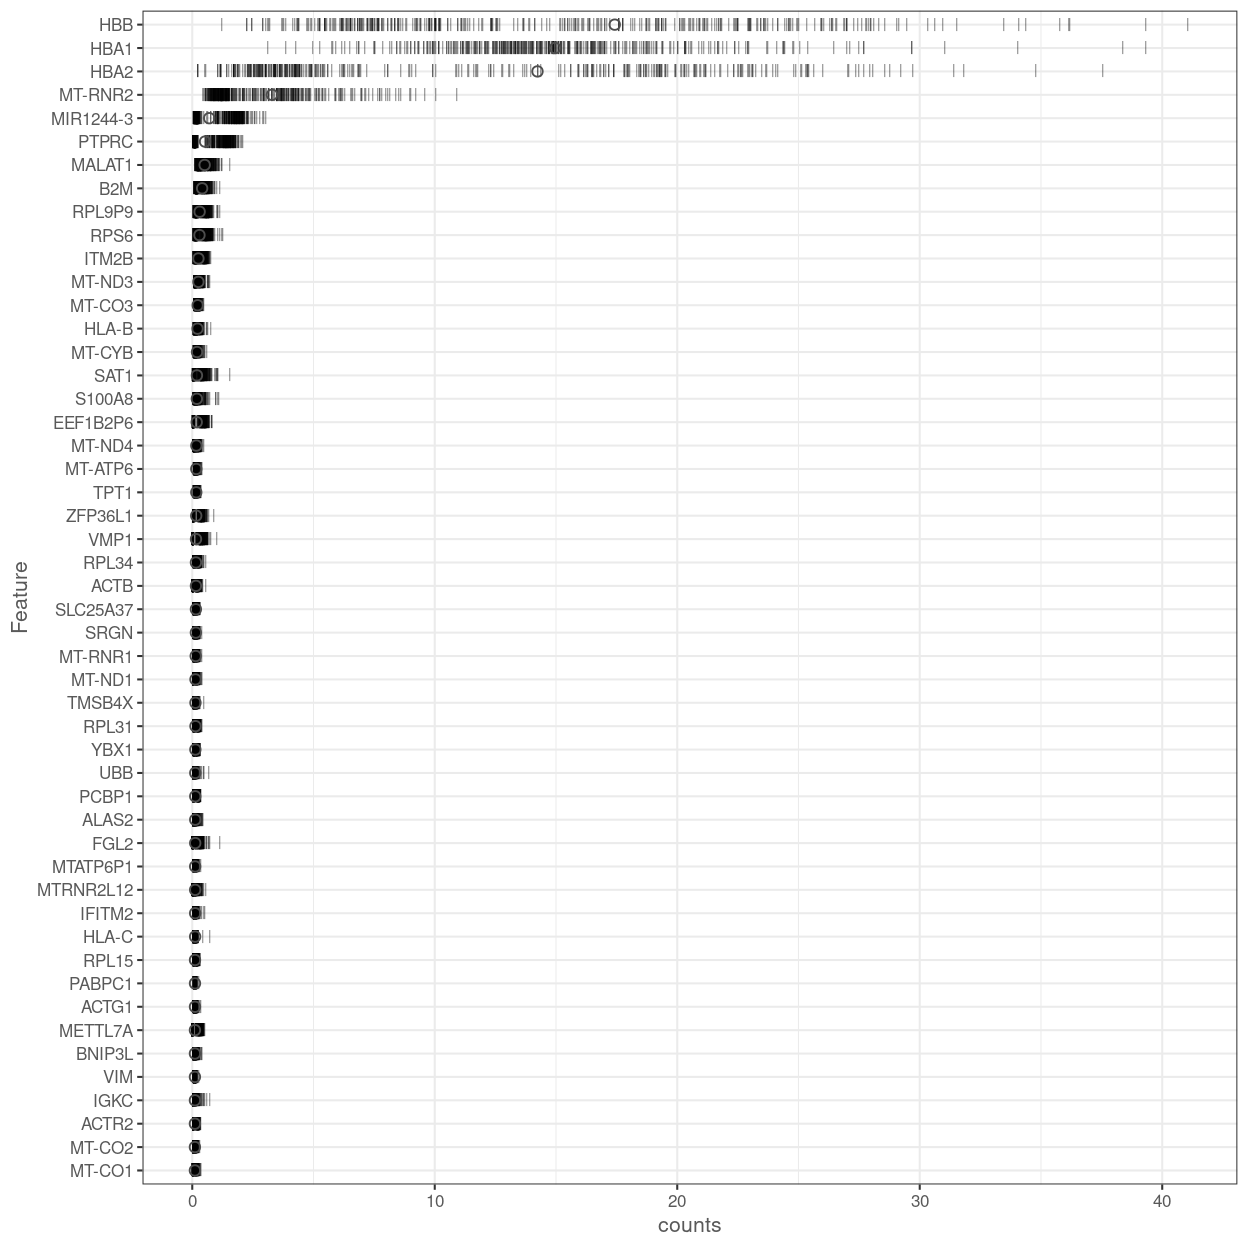 HBB
HBA1
HBA2
MT-RNR2
MIR1244-3
PTPRC
MALAT1
B2M
RPL9P9
RPS6
ITM2B
MT-ND3
MT-CO3
HLA-B
MT-CYB
SAT1
S100A8
EEF1B2P6
MT-ND4
MT-ATP6
TPT1
ZFP36L1
VMP1
RPL34
ACTB
SLC25A37
SRGN
MT-RNR1
MT-ND1
TMSB4X
RPL31
YBX1
UBB
PCBP1
ALAS2
FGL2
MTATP6P1
MTRNR2L12
IFITM2
HLA-C
RPL15
PABPC1
ACTG1
METTL7A
BNIP3L
VIM
IGKC
ACTR2
MT-CO2
MT-CO1
Feature
0 10 20 30 40
counts